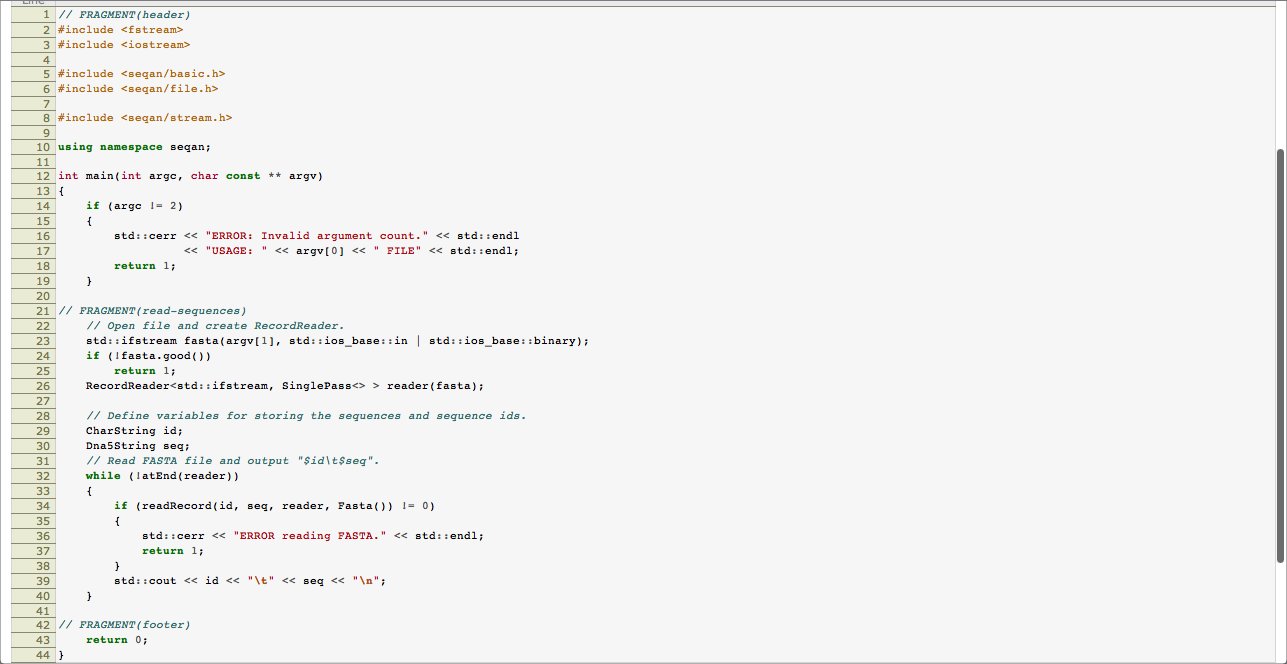 Line
1 // FRAGMENT(header)
2 #include <fstream>
3 #include <iostream>
4
5 #include <seqan/basic.h>
6 #include <seqan/file.h>
7
8 #include <seqan/stream.h>
9
10 using namespace seqan;
11
12 int main(int argc, char const ** argv)
13 {
14     if (argc != 2)
15     {
16         std::cerr << "ERROR: Invalid argument count." << std::endl
17                   << "USAGE: " << argv[0] << " FILE" << std::endl;
18         return 1;
19     }
20
21 // FRAGMENT(read-sequences)
22     // Open file and create RecordReader.
23     std::ifstream fasta(argv[1], std::ios_base::in | std::ios_base::binary);
24     if (!fasta.good())
25         return 1;
26     RecordReader<std::ifstream, SinglePass<> > reader(fasta);
27
28     // Define variables for storing the sequences and sequence ids.
29     CharString id;
30     Dna5String seq;
31     // Read FASTA file and output "$id\t$seq".
32     while (!atEnd(reader))
33     {
34         if (readRecord(id, seq, reader, Fasta()) != 0)
35         {
36             std::cerr << "ERROR reading FASTA." << std::endl;
37             return 1;
38         }
39         std::cout << id << "\t" << seq << "\n";
40     }
41
42 // FRAGMENT(footer)
43     return 0;
44 }